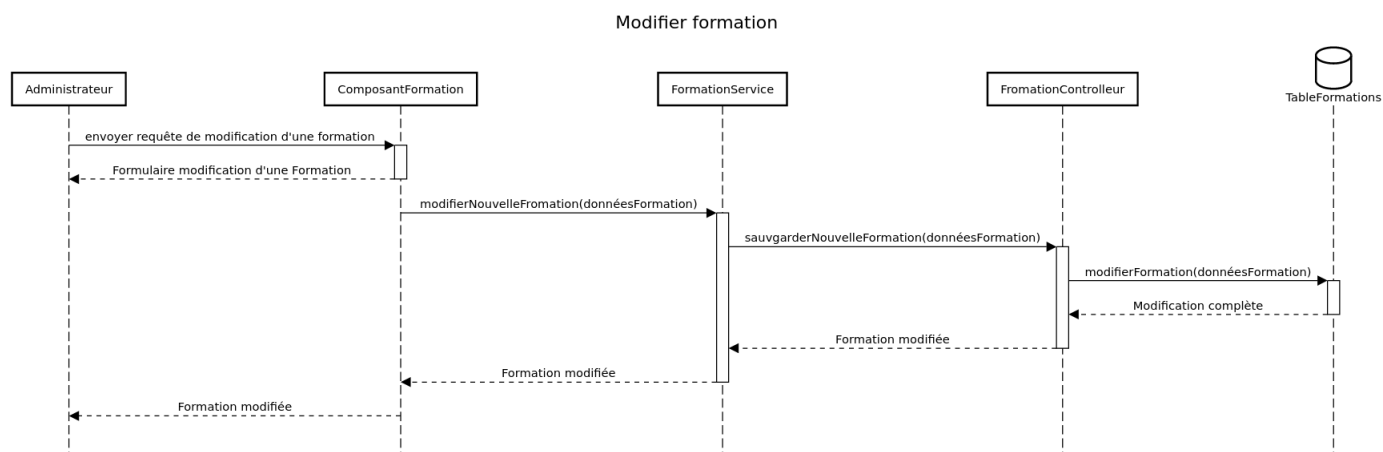 Modifier formation
Administrateur
ComposantFormation
FormationService
FromationControlleur
TableFormations
envoyer requête de modification d'une formation
Formulaire modification d'une Formation
modifierNouvelleFromation(donnéesFormation)
sauvgarderNouvelleFormation(donnéesFormation)
modifierFormation(donnéesFormation)
Modification complète
Formation modifiée
Formation modifiée
Formation modifiée